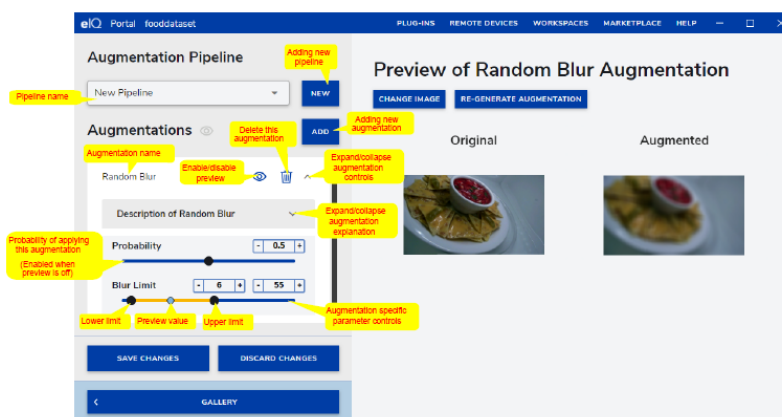 eIQ Portal fooddataset PLUG-INS REMOTE DEVICES WORKSPACES MARKETPLACE HELP
Augmentation Pipeline
Adding new
pipeline
Pipeline name
New Pipeline
NEW
Augmentations
Delete this
augmentation
ADD
Adding new
augmentation
Augmentation name
Random Blur
Enable/disable
preview
Expand/collapse
augmentation
controls
Description of Random Blur
Expand/collapse
augmentation
explanation
Probability of applying
this augmentation
(Enabled when
preview is off)
Probability - 0.5 +
Blur Limit - 6 + - 55 +
Lower limit
Preview value
Upper limit
Augmentation specific
parameter controls
SAVE CHANGES DISCARD CHANGES
GALLERY
Preview of Random Blur Augmentation
CHANGE IMAGE RE-GENERATE AUGMENTATION
Original Augmented